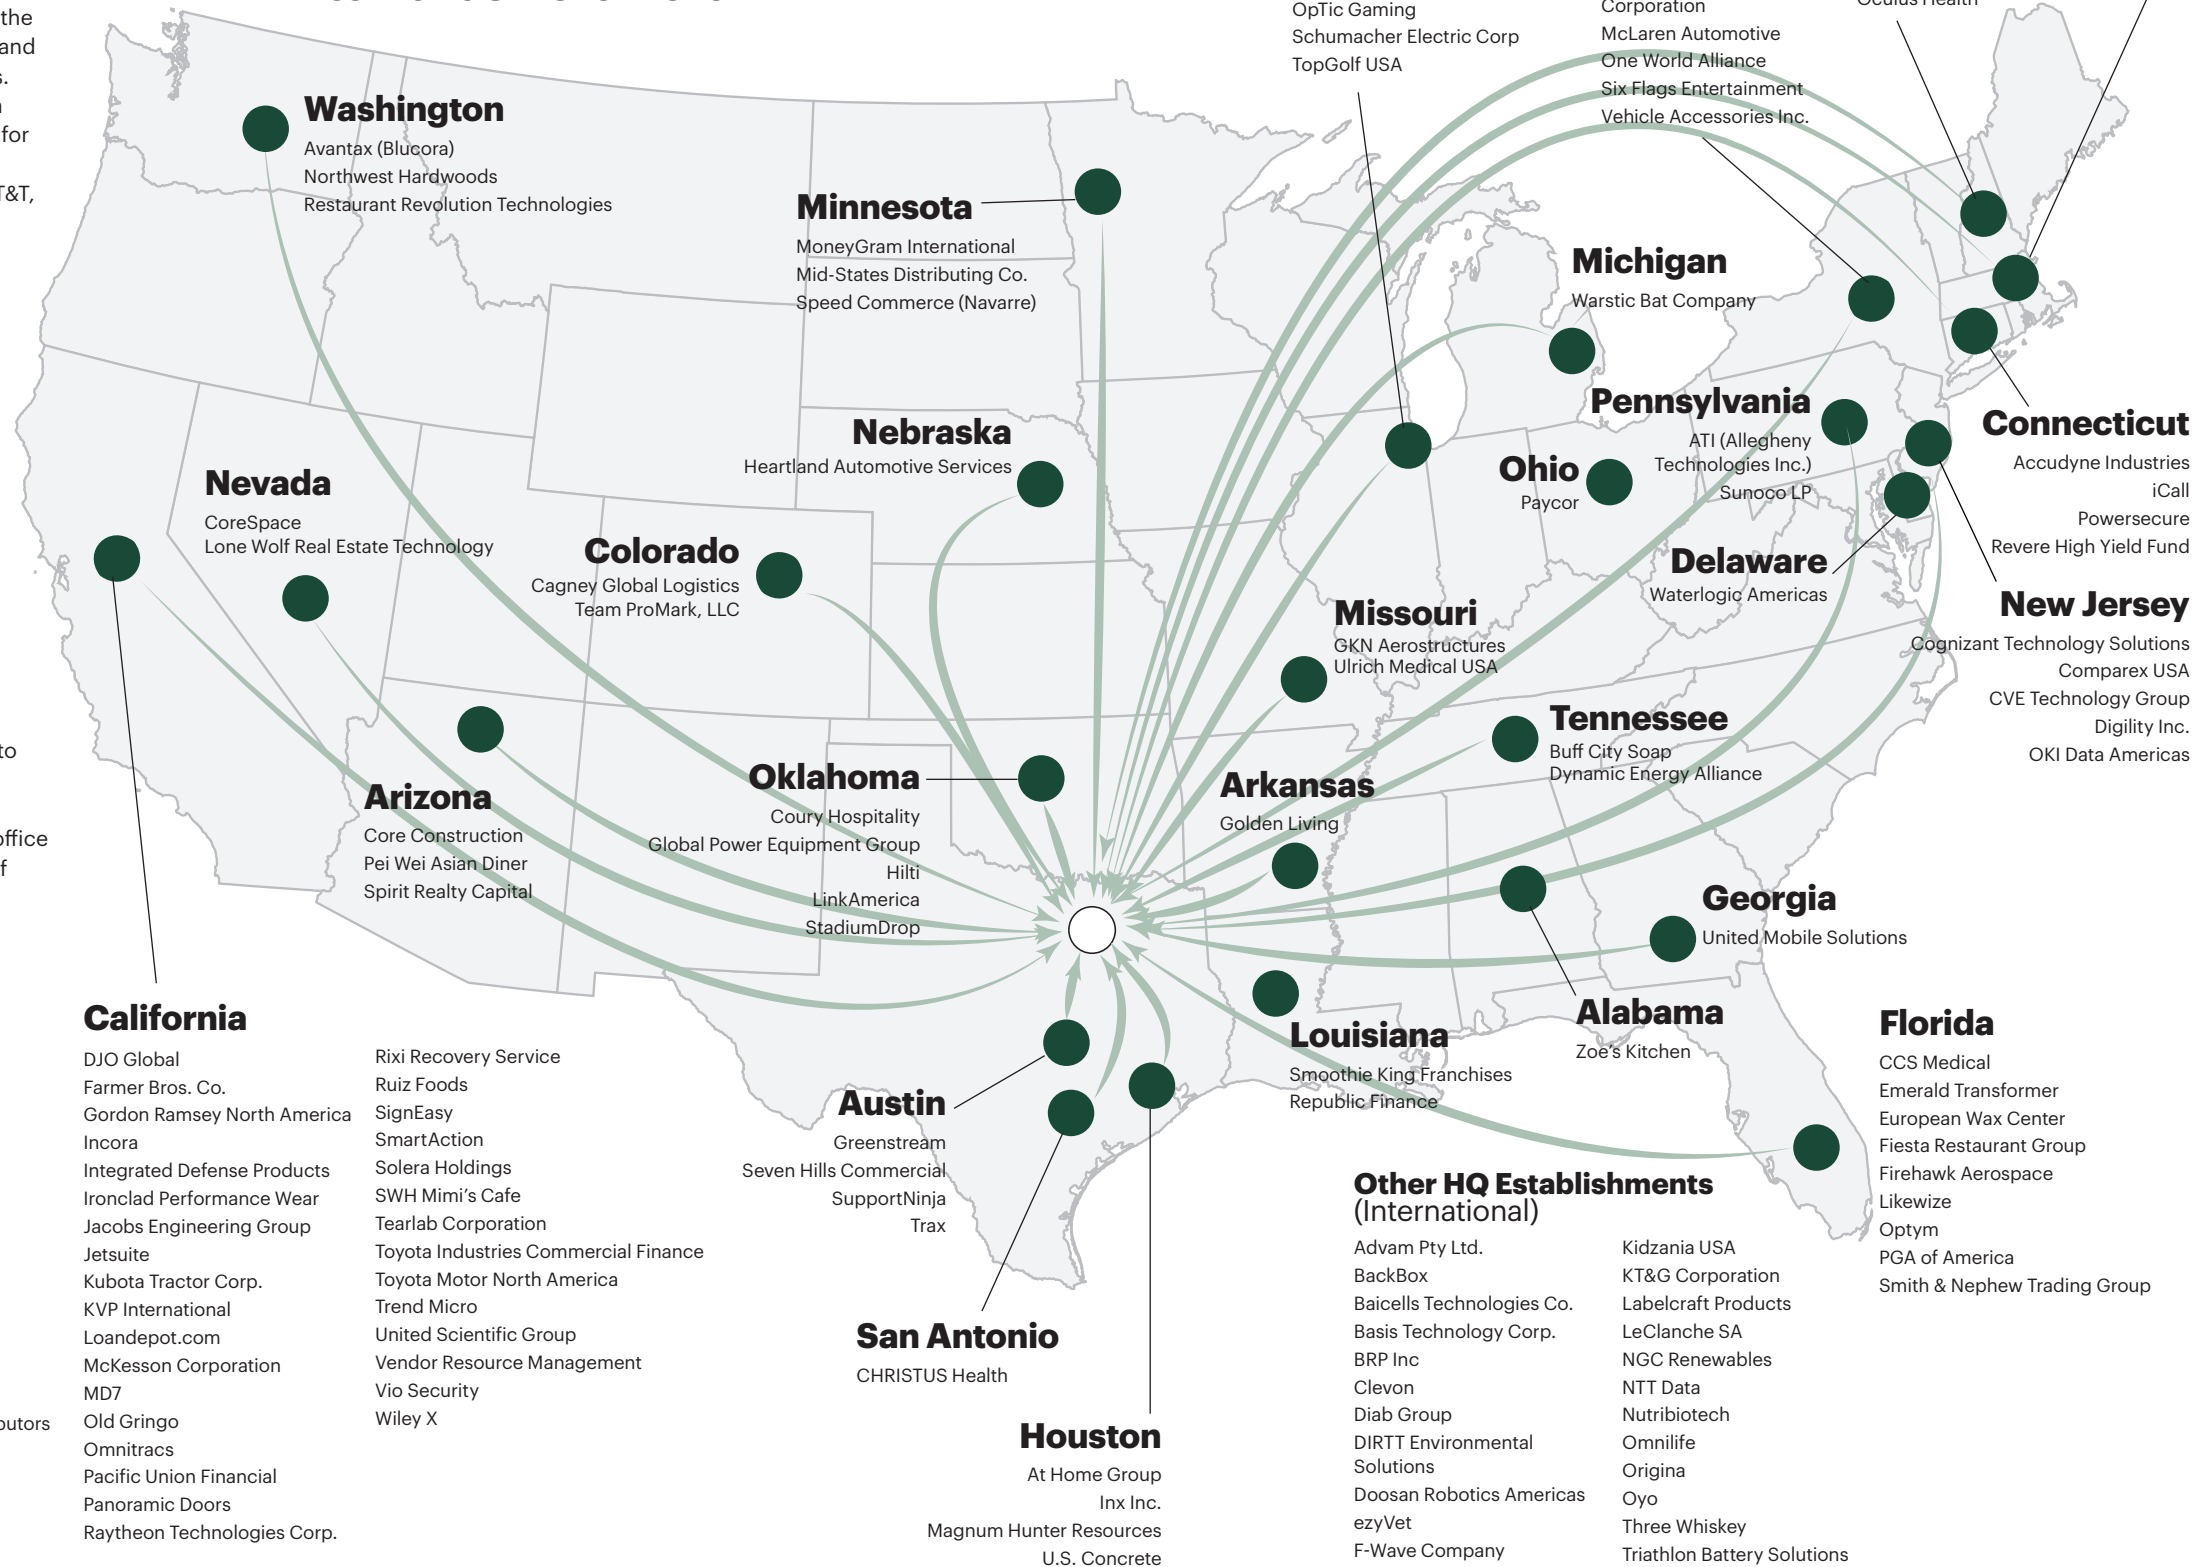 the
and
for
T&T,
to
office
f
butors
OpTic Gaming
Schumacher Electric Corp
TopGolf USA
Corporation
McLaren Automotive
One World Alliance
Six Flags Entertainment
Vehicle Accessories Inc.
Oculus Health
Washington
Avantax (Blucora)
Northwest Hardwoods
Restaurant Revolution Technologies
Minnesota
MoneyGram International
Mid-States Distributing Co.
Speed Commerce (Navarre)
Michigan
Warstic Bat Company
Nebraska
Heartland Automotive Services
Pennsylvania
ATI (Allegheny
Technologies Inc.)
Sunoco LP
Ohio
Paycor
Connecticut
Accudyne Industries
iCall
Powersecure
Revere High Yield Fund
Nevada
CoreSpace
Lone Wolf Real Estate Technology
Colorado
Cagney Global Logistics
Team ProMark, LLC
Delaware
Waterlogic Americas
New Jersey
Cognizant Technology Solutions
Comparex USA
CVE Technology Group
Digility Inc.
OKI Data Americas
Missouri
GKN Aerostructures
Ulrich Medical USA
Tennessee
Buff City Soap
Dynamic Energy Alliance
Arizona
Core Construction
Pei Wei Asian Diner
Spirit Realty Capital
Oklahoma
Coury Hospitality
Global Power Equipment Group
Hilti
LinkAmerica
StadiumDrop
Arkansas
Golden Living
Georgia
United Mobile Solutions
Alabama
Zoe's Kitchen
Louisiana
Smoothie King Franchises
Republic Finance
Florida
CCS Medical
Emerald Transformer
European Wax Center
Fiesta Restaurant Group
Firehawk Aerospace
Likewize
Optym
PGA of America
Smith & Nephew Trading Group
California
DJO Global
Farmer Bros. Co.
Gordon Ramsey North America
Incora
Integrated Defense Products
Ironclad Performance Wear
Jacobs Engineering Group
Jetsuite
Kubota Tractor Corp.
KVP International
Loandepot.com
McKesson Corporation
MD7
Old Gringo
Omnitracs
Pacific Union Financial
Panoramic Doors
Raytheon Technologies Corp.
Rixi Recovery Service
Ruiz Foods
SignEasy
SmartAction
Solera Holdings
SWH Mimi's Cafe
Tearlab Corporation
Toyota Industries Commercial Finance
Toyota Motor North America
Trend Micro
United Scientific Group
Vendor Resource Management
Vio Security
Wiley X
Austin
Greenstream
Seven Hills Commercial
SupportNinja
Trax
San Antonio
CHRISTUS Health
Houston
At Home Group
Inx Inc.
Magnum Hunter Resources
U.S. Concrete
Other HQ Establishments
(International)
Advam Pty Ltd.
BackBox
Baicells Technologies Co.
Basis Technology Corp.
BRP Inc
Clevon
Diab Group
DIRTT Environmental
Solutions
Doosan Robotics Americas
ezyVet
F-Wave Company
Kidzania USA
KT&G Corporation
Labelcraft Products
LeClanche SA
NGC Renewables
NTT Data
Nutribiotech
Omnilife
Origina
Oyo
Three Whiskey
Triathlon Battery Solutions